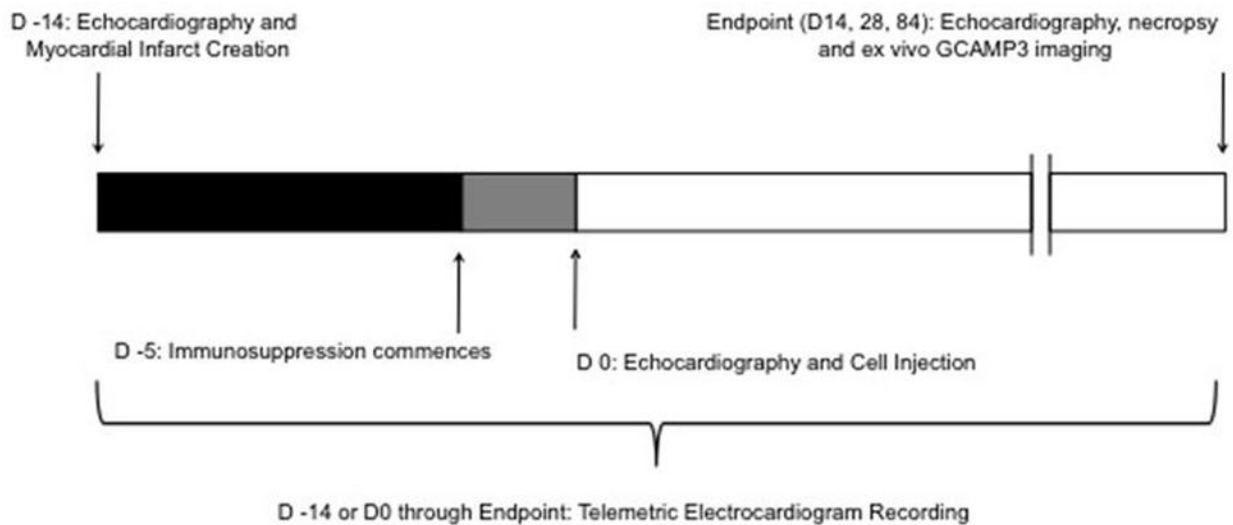 D -14: Echocardiography and
Myocardial Infarct Creation
Endpoint (D14, 28, 84): Echocardiography, necropsy
and ex vivo GCAMP3 imaging
D -5: Immunosuppression commences
D 0: Echocardiography and Cell Injection
D -14 or D0 through Endpoint: Telemetric Electrocardiogram Recording